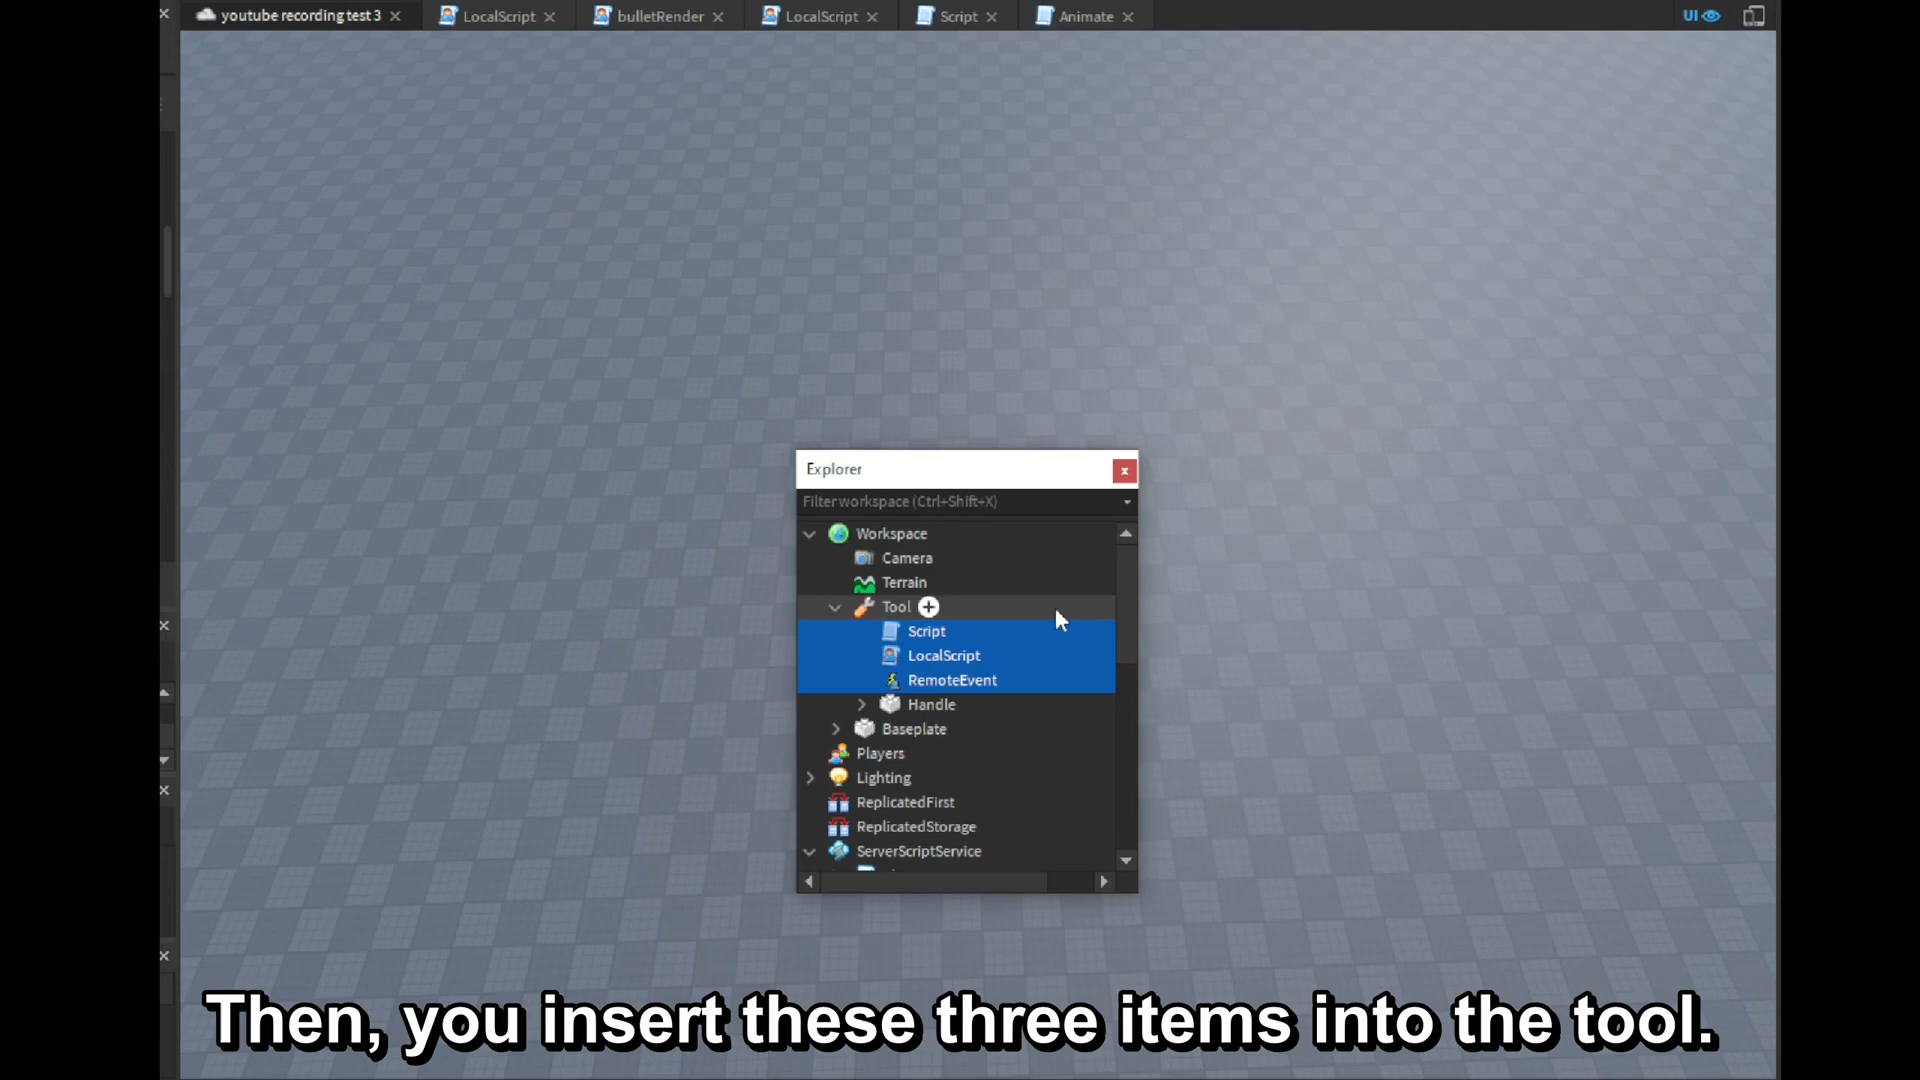 youtube recording test 3
LocalScript
bulletRender
LocalScript
Script
Animate
UI
Explorer
Filter workspace (Ctrl+Shift+X)
Workspace
Camera
Terrain
Tool
Script
LocalScript
RemoteEvent
Handle
Baseplate
Players
Lighting
ReplicatedFirst
ReplicatedStorage
ServerScriptService
Then, you insert these three items into the tool.